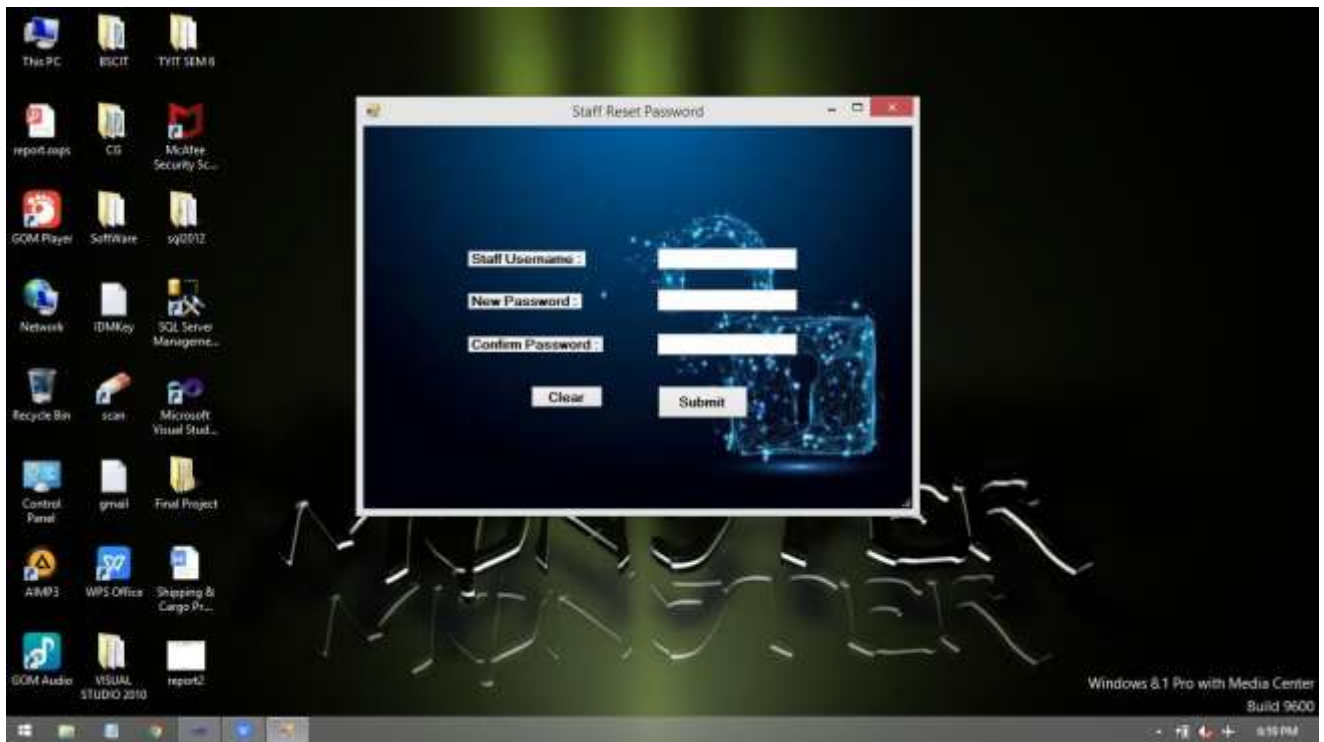 This PC
BSCIT
TYIT SEM 6
report.oops
CG
McAfee
Security Sc...
GOM Player
SoftWare
sql2012
Network
IDMKey
SQL Server
Manageme...
Recycle Bin
scan
Microsoft
Visual Stud...
Control
Panel
gmail
Final Project
AIMP3
WPS Office
Shipping &
Cargo Pr...
GOM Audio
VISUAL
STUDIO 2010
report2
Staff Reset Password
Staff Username :
New Password :
Confirm Password :
Clear
Submit
MONSTER
Windows 8.1 Pro with Media Center
Build 9600